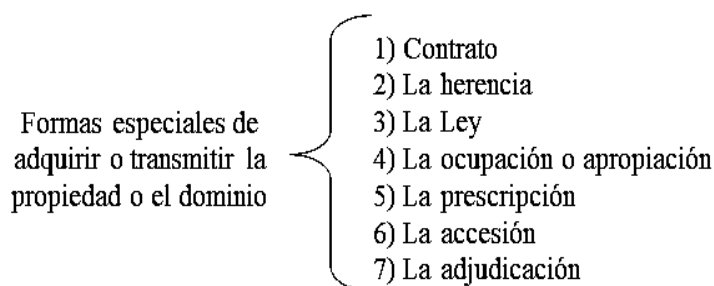 Formas especiales de
adquirir o transmitir la
propiedad o el dominio
1) Contrato
2) La herencia
3) La Ley
4) La ocupación o apropiación
5) La prescripción
6) La accesión
7) La adjudicación